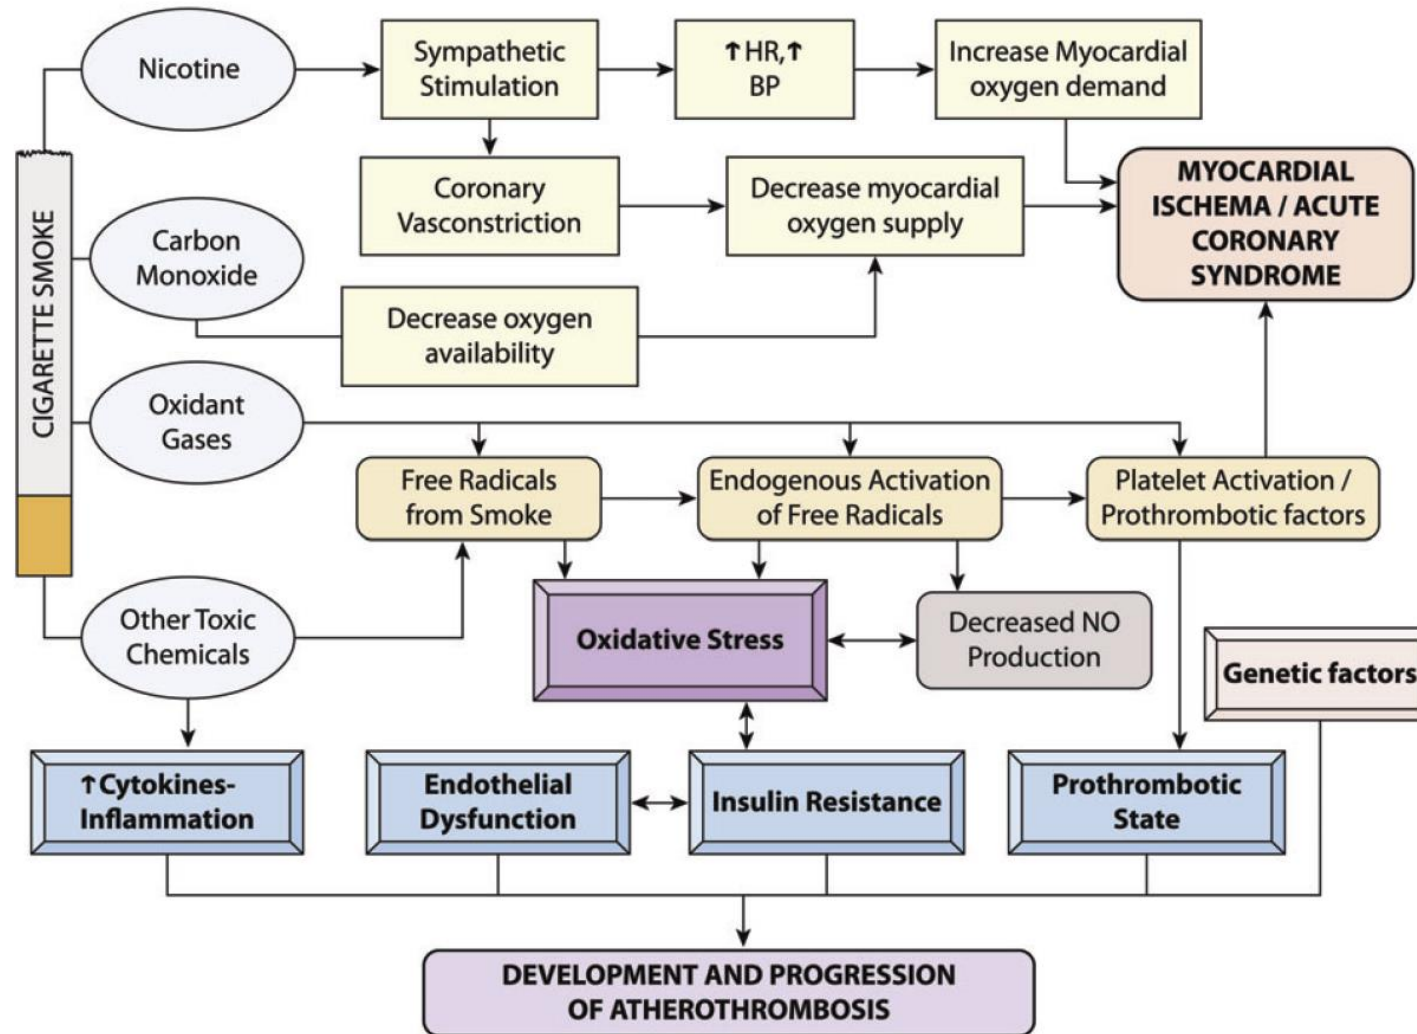 Nicotine
Sympathetic
Stimulation
↑HR,↑
BP
Increase Myocardial
oxygen demand
CIGARETTE SMOKE
Carbon
Monoxide
Coronary
Vasconstriction
Decrease myocardial
oxygen supply
MYOCARDIAL
ISCHEMA / ACUTE
CORONARY
SYNDROME
Decrease oxygen
availability
Oxidant
Gases
Free Radicals
from Smoke
Endogenous Activation
of Free Radicals
Platelet Activation /
Prothrombotic factors
Other Toxic
Chemicals
Oxidative Stress
Decreased NO
Production
Genetic factors
↑Cytokines-
Inflammation
Endothelial
Dysfunction
Insulin Resistance
Prothrombotic
State
DEVELOPMENT AND PROGRESSION
OF ATHEROTHROMBOSIS